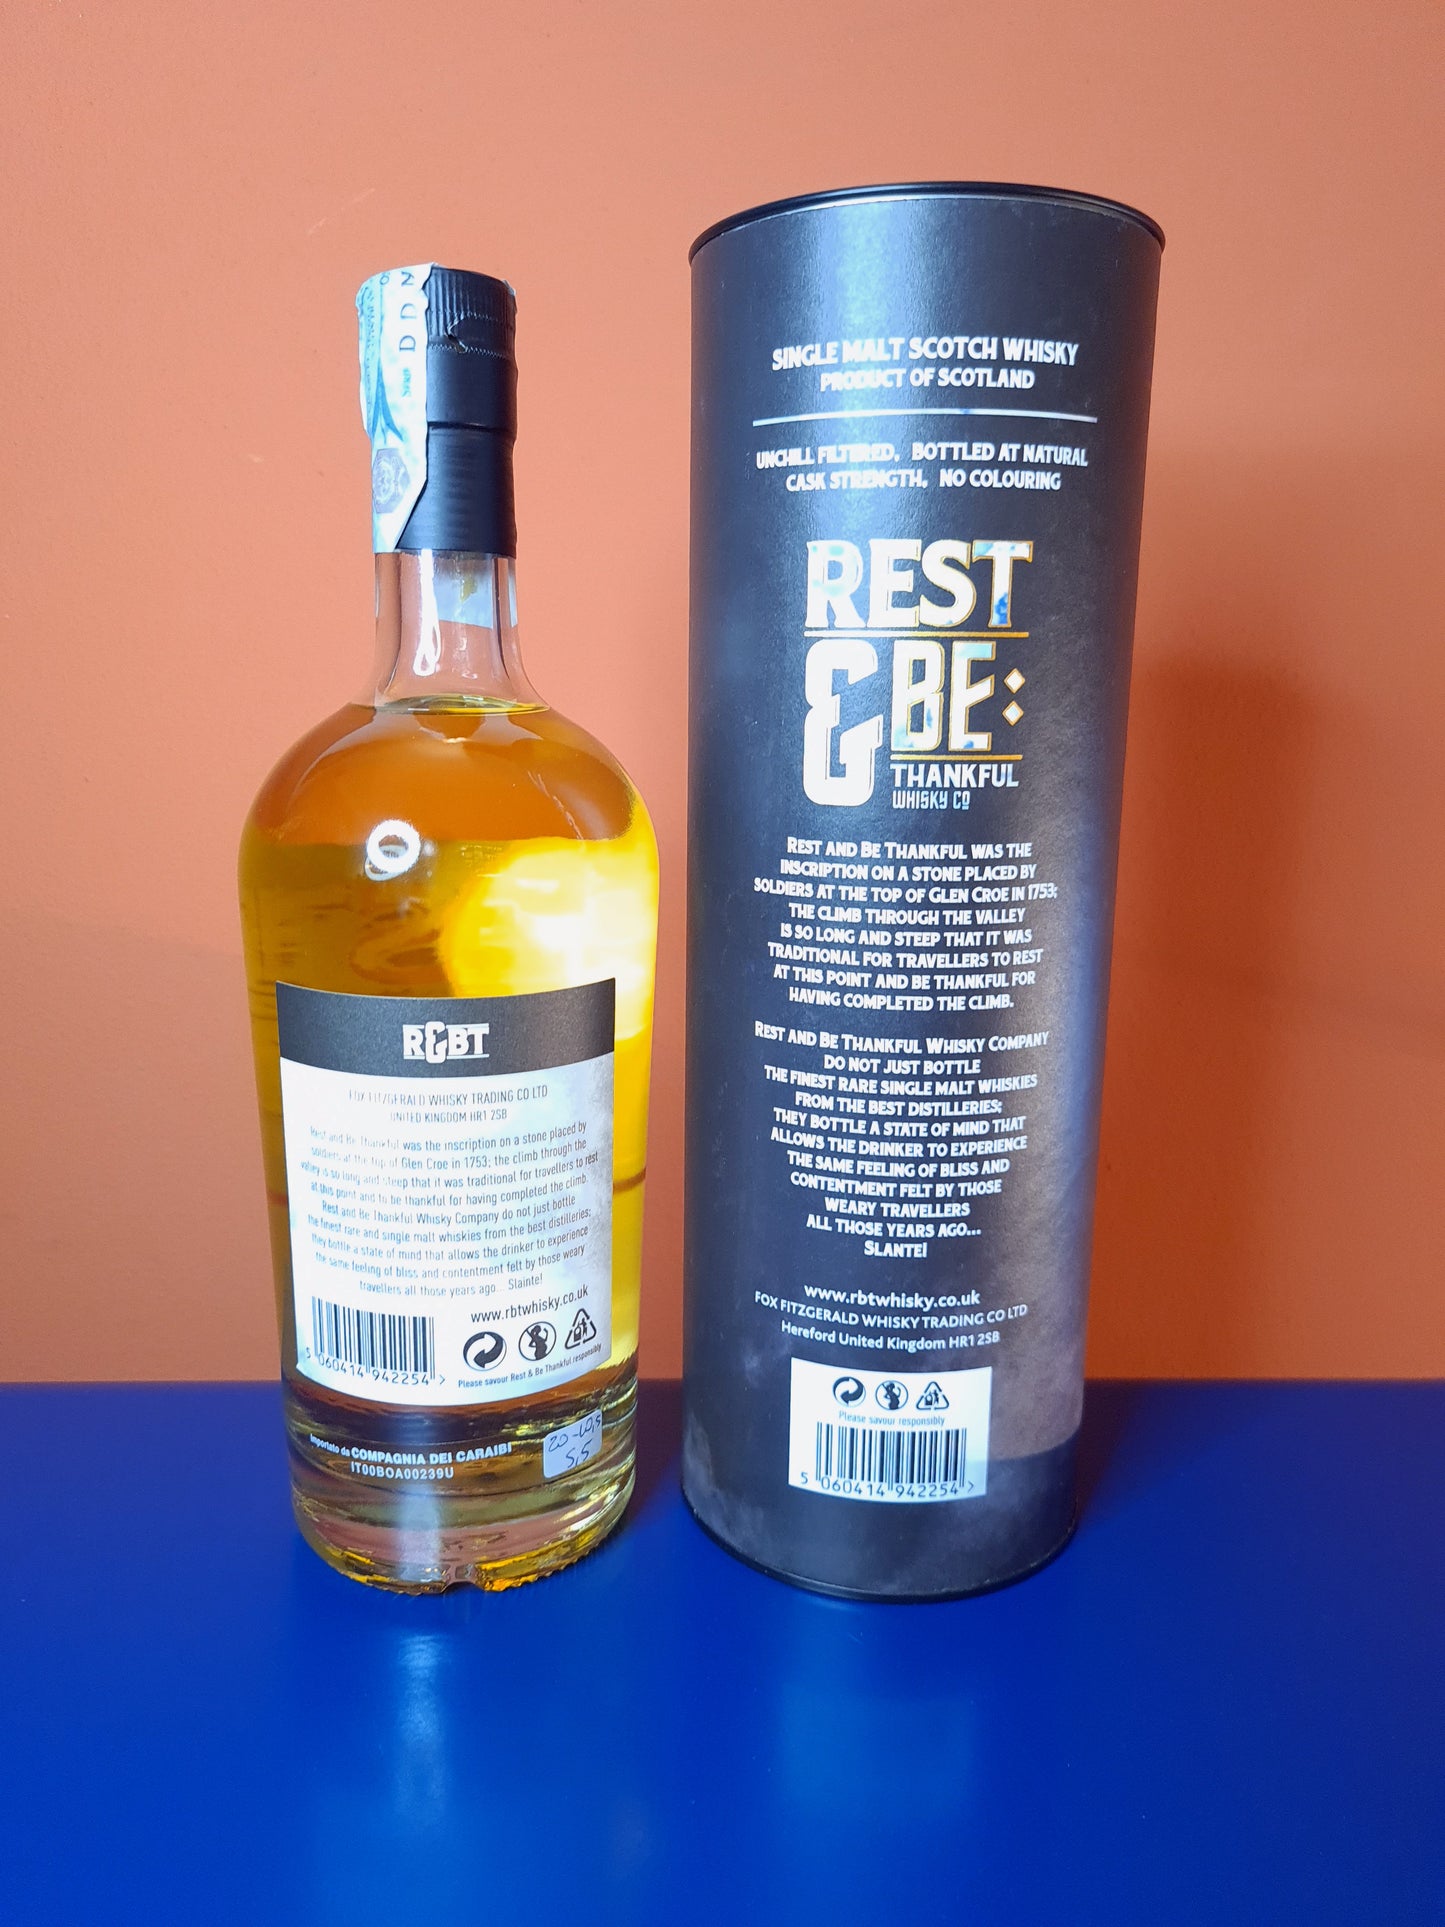 DDM
R&BT
FOX FITZGERALD WHISKY TRADING CO LTD
UNITED KINGDOM HR1 2SB
Rest and Be Thankful was the inscription on a stone placed by
soldiers at the top of Glen Croe in 1753; the climb through the
valley is so long and steep that it was traditional for travellers to rest
at this point and to be thankful for having completed the climb.
Rest and Be Thankful Whisky Company do not just bottle
the finest rare and single malt whiskies from the best distilleries;
they bottle a state of mind that allows the drinker to experience
the same feeling of bliss and contentment felt by those weary
travellers all those years ago... Slainte!
www.rbtwhisky.co.uk
5 060414 942254 >
Please savour Rest & Be Thankful responsibly
Importato da COMPAGNIA DEI CARAIBI
IT00BOA00239U
20-60,5
5,5
SINGLE MALT SCOTCH WHISKY
PRODUCT OF SCOTLAND
UNCHILL FILTERED, BOTTLED AT NATURAL
CASK STRENGTH, NO COLOURING
REST
& BE:
THANKFUL
WHISKY CO
REST AND BE THANKFUL WAS THE
INSCRIPTION ON A STONE PLACED BY
SOLDIERS AT THE TOP OF GLEN CROE IN 1753;
THE CLIMB THROUGH THE VALLEY
IS SO LONG AND STEEP THAT IT WAS
TRADITIONAL FOR TRAVELLERS TO REST
AT THIS POINT AND BE THANKFUL FOR
HAVING COMPLETED THE CLIMB.
REST AND BE THANKFUL WHISKY COMPANY
DO NOT JUST BOTTLE
THE FINEST RARE SINGLE MALT WHISKIES
FROM THE BEST DISTILLERIES;
THEY BOTTLE A STATE OF MIND THAT
ALLOWS THE DRINKER TO EXPERIENCE
THE SAME FEELING OF BLISS AND
CONTENTMENT FELT BY THOSE
WEARY TRAVELLERS
ALL THOSE YEARS AGO...
SLANTE!
www.rbtwhisky.co.uk
FOX FITZGERALD WHISKY TRADING CO LTD
Hereford United Kingdom HR1 2SB
Please savour responsibly
5 060414 942254 >